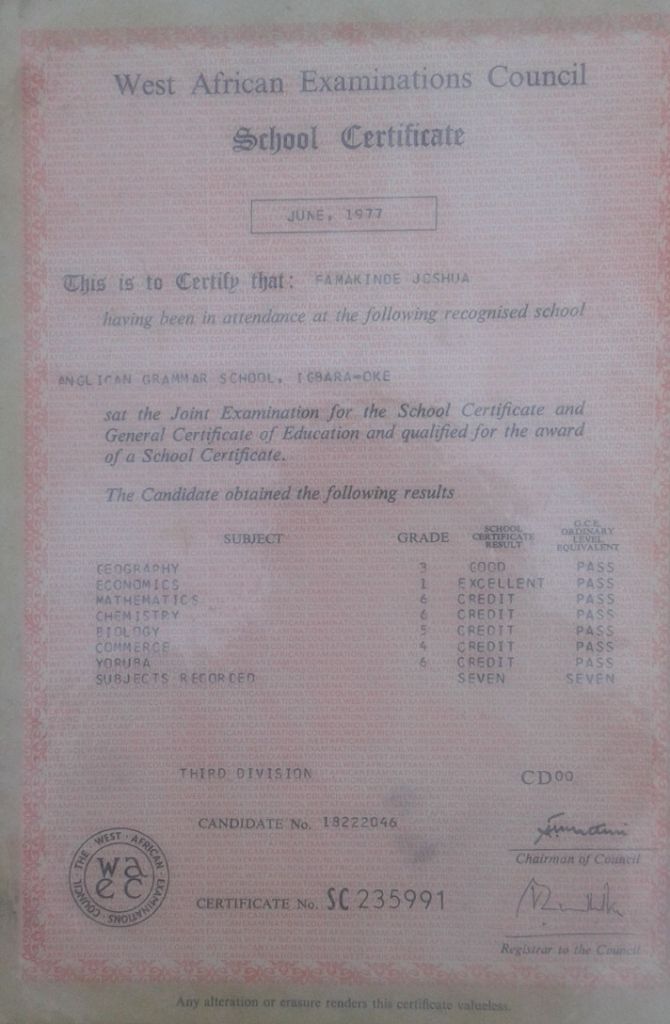 West African Examinations Council
School Certificate
JUNE, 1977
This is to Certify that: FAMAKINDE JOSHUA
having been in attendance at the following recognised school
ANGLICAN GRAMMAR SCHOOL, IGBARA-OKE
sat the Joint Examination for the School Certificate and
General Certificate of Education and qualified for the award
of a School Certificate.
The Candidate obtained the following results
SUBJECT GRADE SCHOOL CERTIFICATE RESULT G.C.E. ORDINARY LEVEL EQUIVALENT
GEOGRAPHY 3 GOOD PASS
ECONOMICS 1 EXCELLENT PASS
MATHEMATICS 6 CREDIT PASS
CHEMISTRY 6 CREDIT PASS
BIOLOGY 5 CREDIT PASS
COMMERCE 4 CREDIT PASS
YORUBA 6 CREDIT PASS
SUBJECTS RECORDED SEVEN SEVEN
THIRD DIVISION CD00
CANDIDATE No. 18222046
Chairman of Council
THE WEST AFRICAN EXAMINATIONS COUNCIL
waec
CERTIFICATE No. SC 235991
Registrar to the Council
Any alteration or erasure renders this certificate valueless.